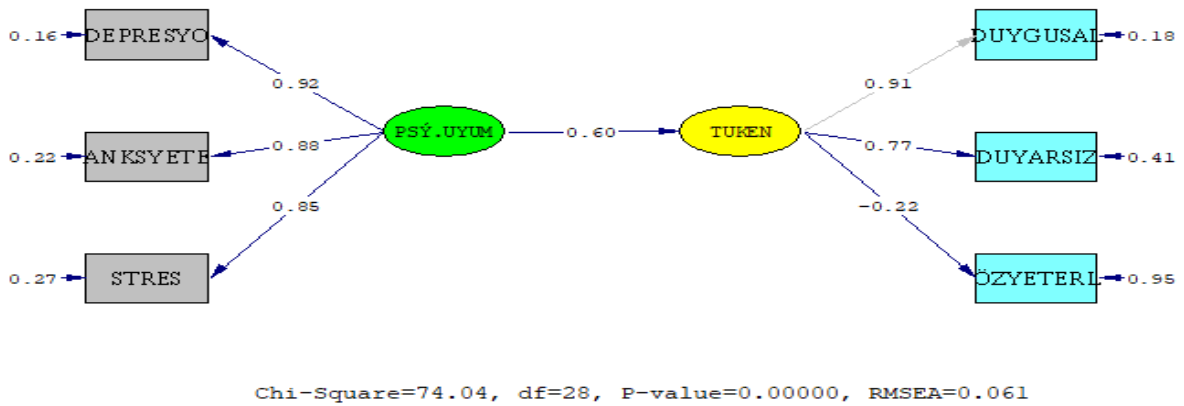 0.16 DEPRESYO DUYGUSAL 0.18
0.92 0.91
PSÝ.UYUM 0.60 TUKEN
0.22 ANKSYETE 0.88 0.77 DUYARSIZ 0.41
0.85 -0.22
0.27 STRES ÖZYETERL 0.95
Chi-Square=74.04, df=28, P-value=0.00000, RMSEA=0.061